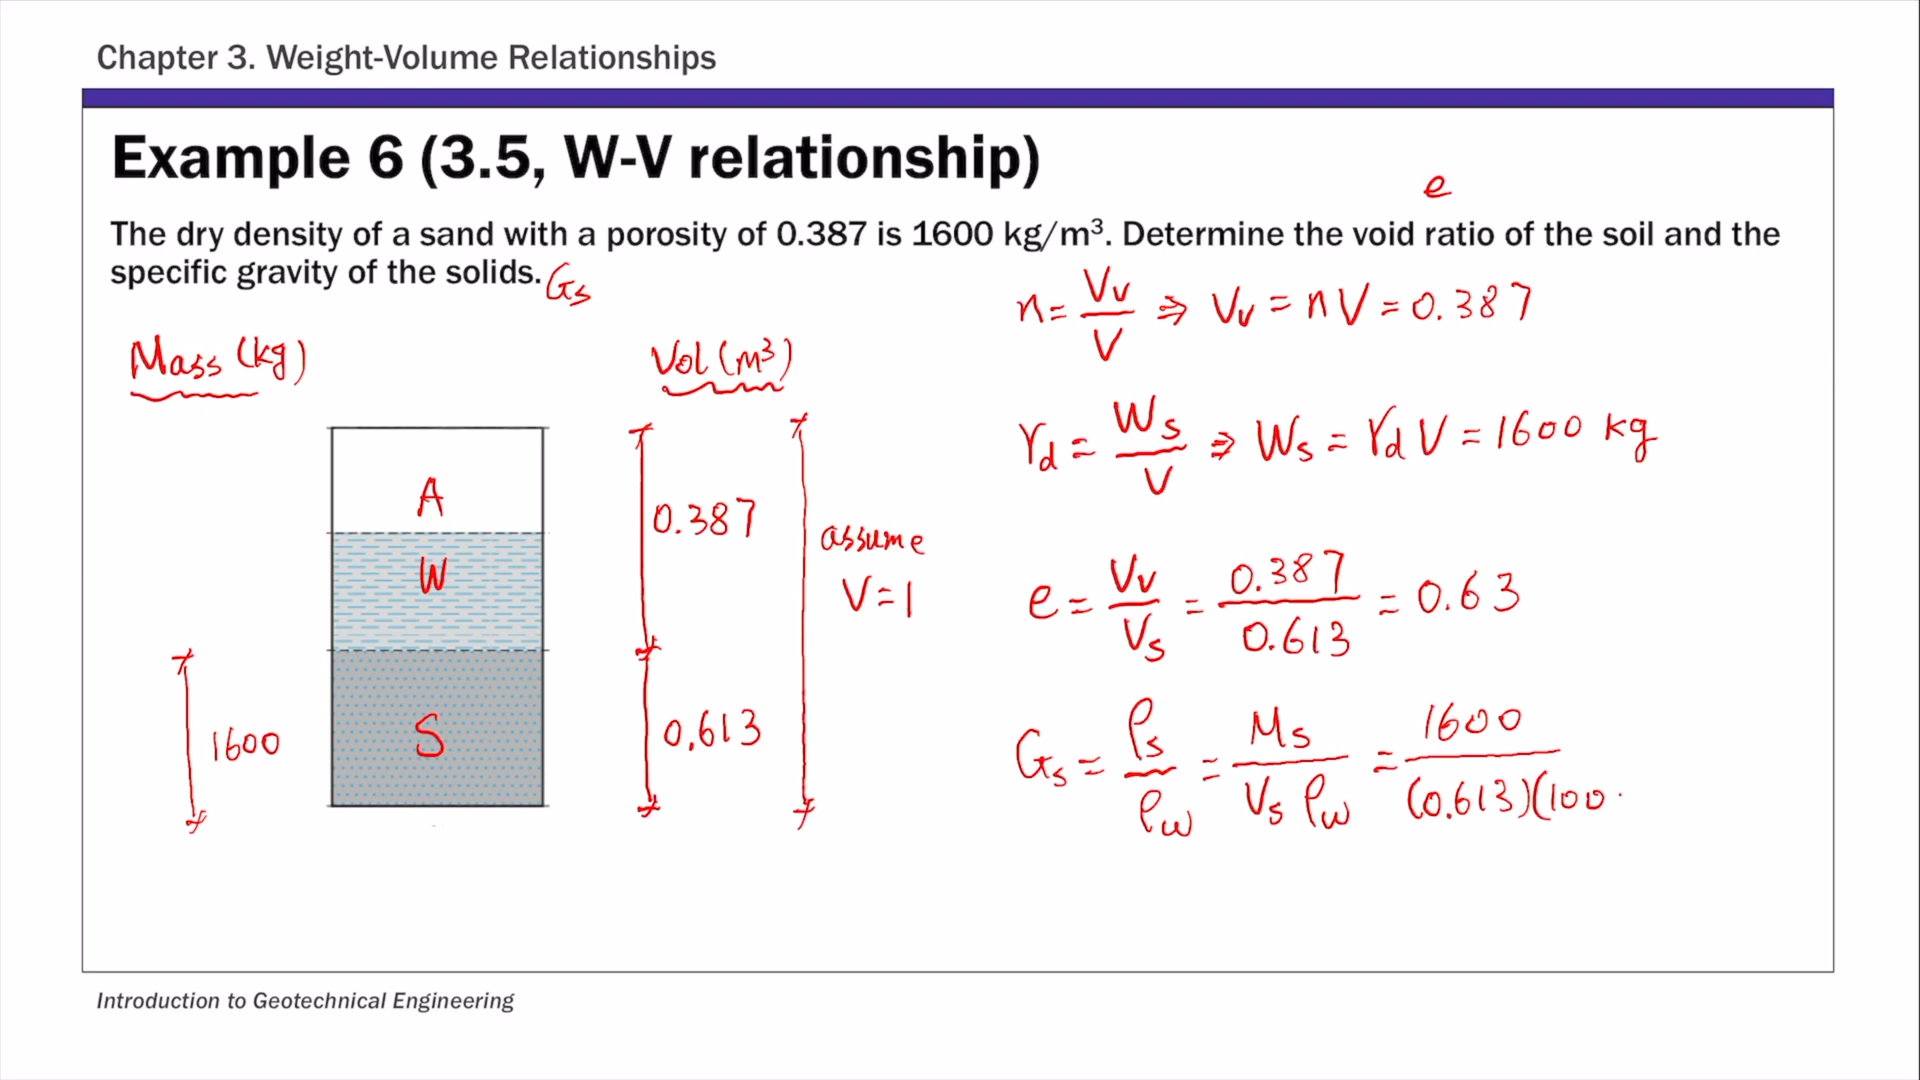 Chapter 3. Weight-Volume Relationships
Example 6 (3.5, W-V relationship)
e
The dry density of a sand with a porosity of 0.387 is 1600 kg/m³. Determine the void ratio of the soil and the
specific gravity of the solids. Gs
n = Vv / V ⇒ Vv = nV = 0.387
Mass (kg)
Vol (m³)
γd = Ws / V ⇒ Ws = γd V = 1600 kg
A
0.387
assume
V = 1
W
e = Vv / Vs = 0.387 / 0.613 = 0.63
1600
S
0.613
Gs = ρs / ρw = Ms / Vs ρw = 1600 / (0.613)(100
Introduction to Geotechnical Engineering